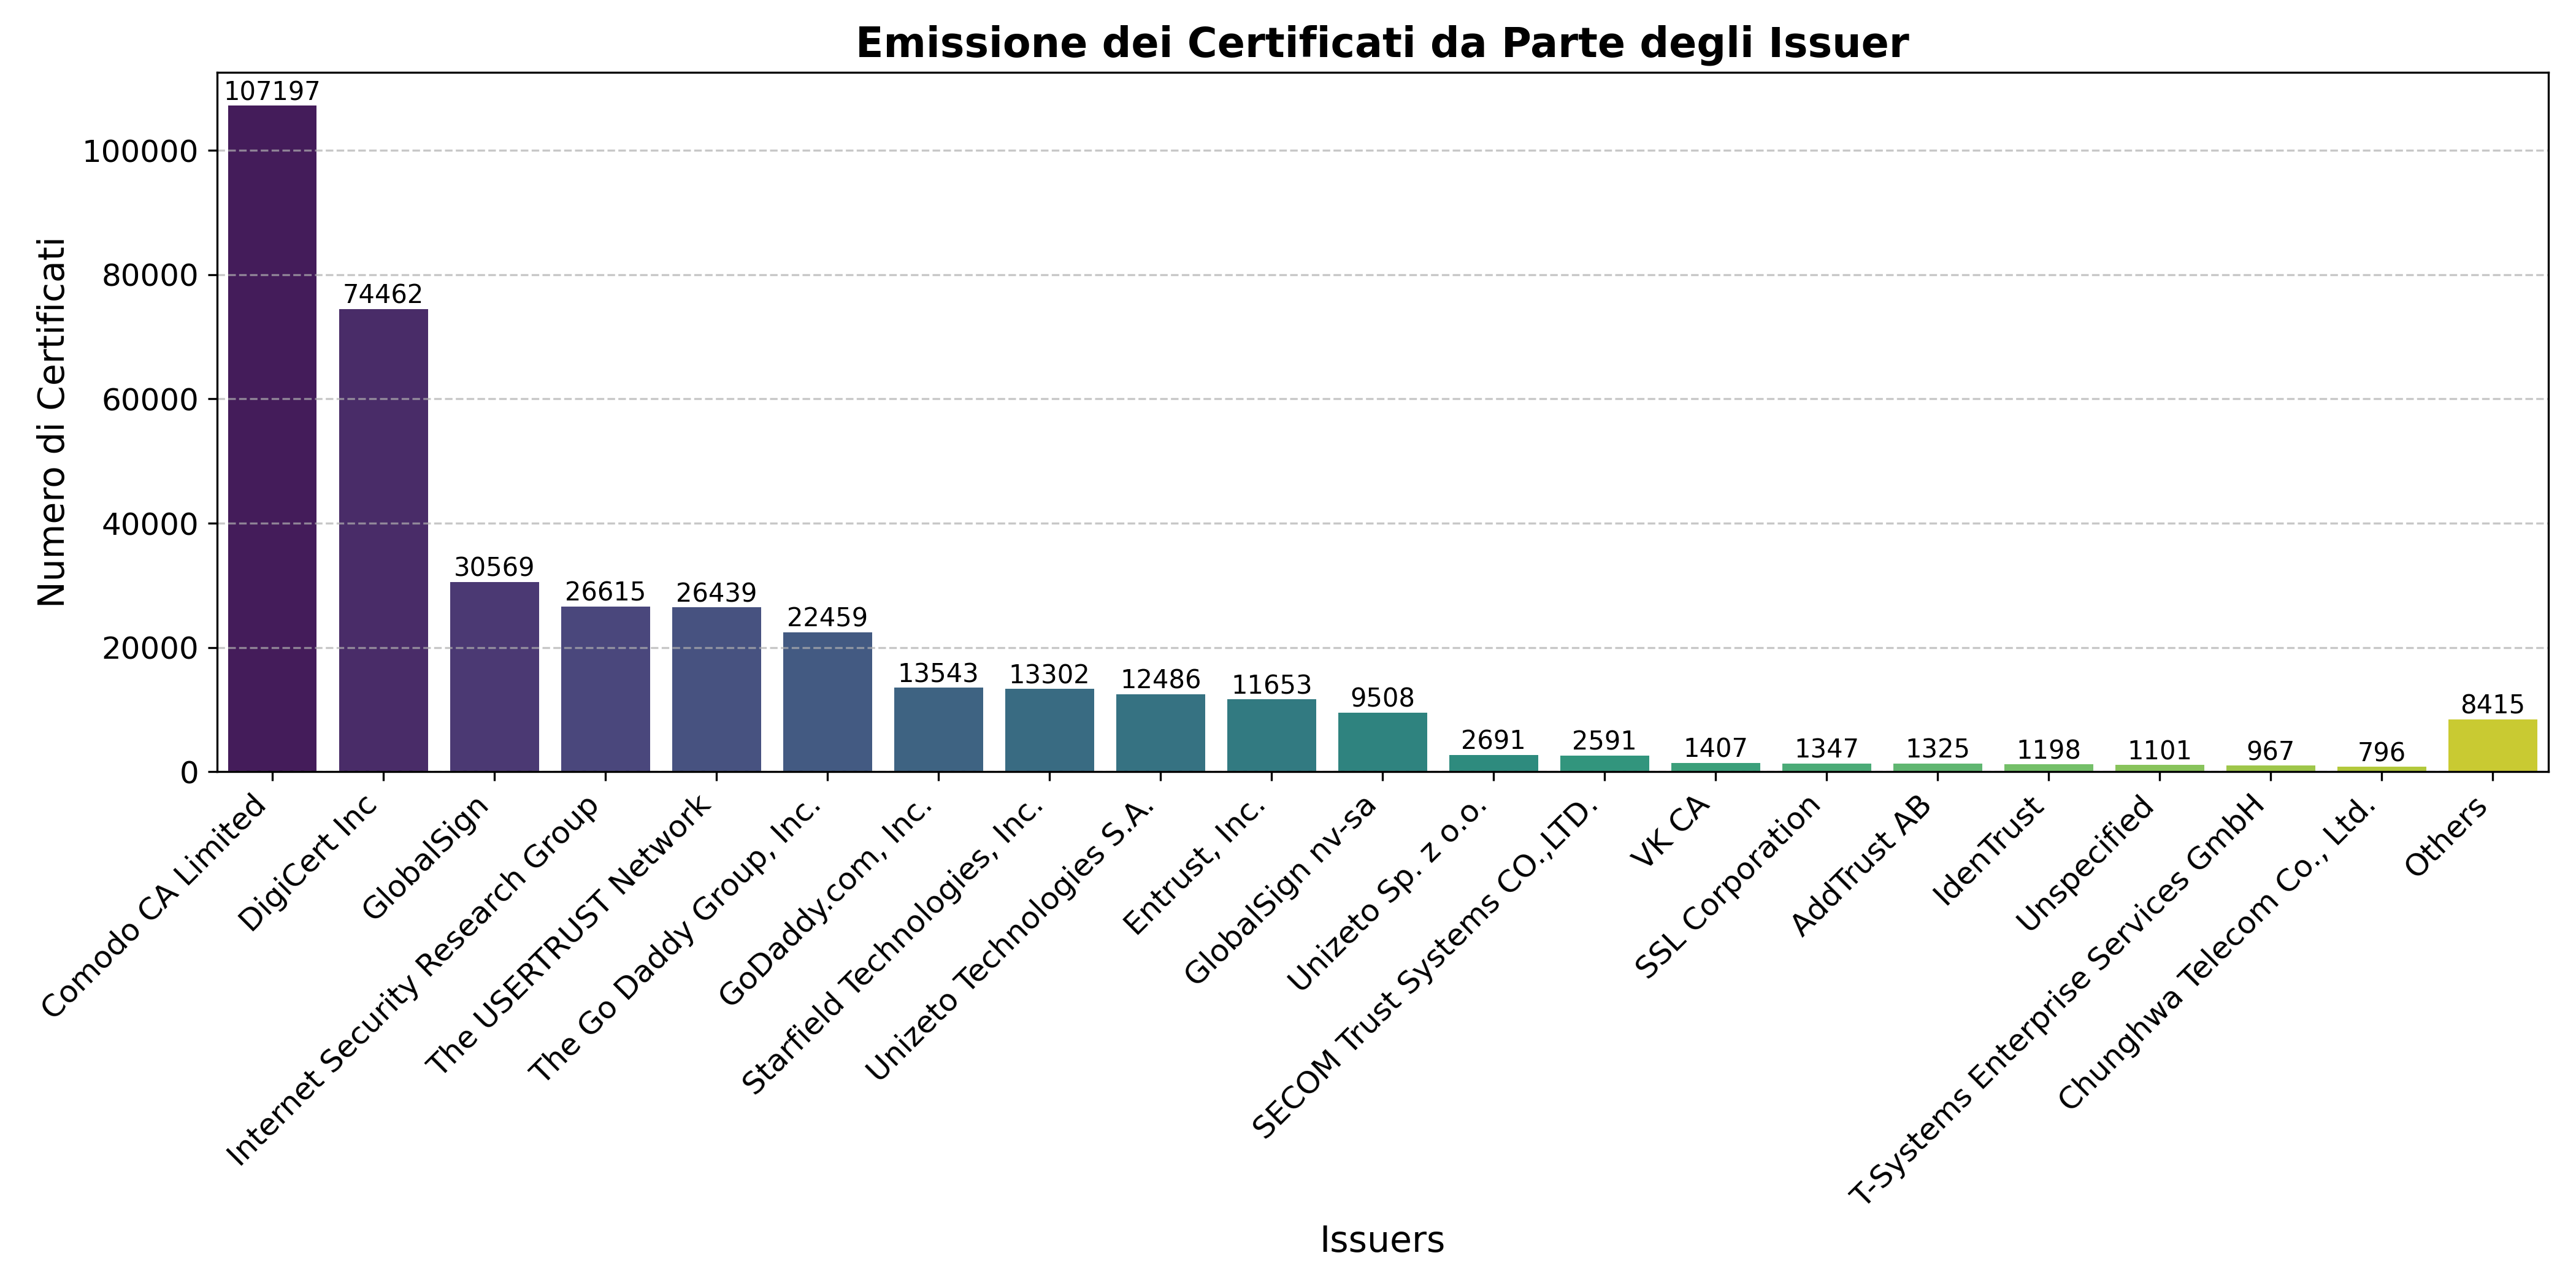 Emissione dei Certificati da Parte degli Issuer
Numero di Certificati
100000
80000
60000
40000
20000
0
107197
74462
30569
26615
26439
22459
13543
13302
12486
11653
9508
2691
2591
1407
1347
1325
1198
1101
967
796
8415
Comodo CA Limited
DigiCert Inc
GlobalSign
Internet Security Research Group
The USERTRUST Network
The Go Daddy Group, Inc.
GoDaddy.com, Inc.
Starfield Technologies, Inc.
Unizeto Technologies S.A.
Entrust, Inc.
GlobalSign nv-sa
Unizeto Sp. z o.o.
SECOM Trust Systems CO.,LTD.
VK CA
SSL Corporation
AddTrust AB
IdenTrust
Unspecified
T-Systems Enterprise Services GmbH
Chunghwa Telecom Co., Ltd.
Others
Issuers